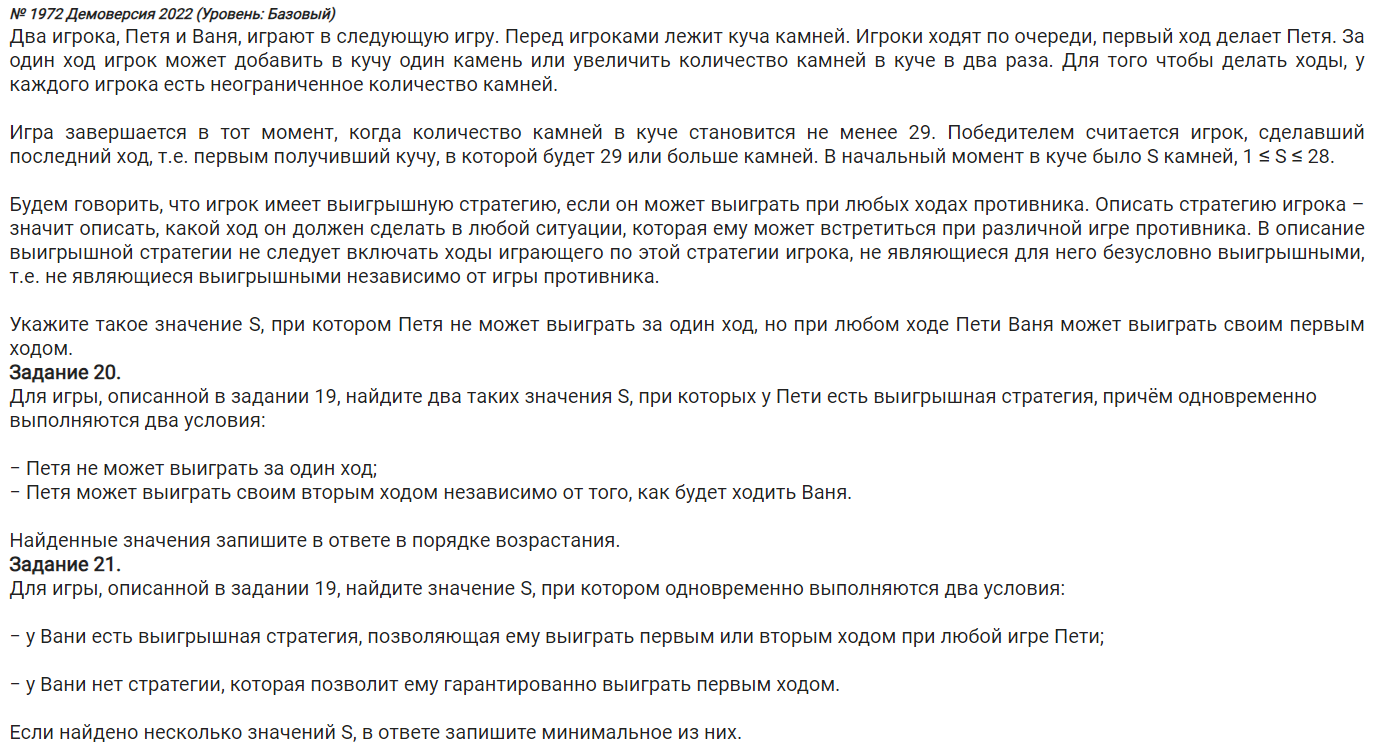 № 1972 Демоверсия 2022 (Уровень: Базовый)
Два игрока, Петя и Ваня, играют в следующую игру. Перед игроками лежит куча камней. Игроки ходят по очереди, первый ход делает Петя. За
один ход игрок может добавить в кучу один камень или увеличить количество камней в куче в два раза. Для того чтобы делать ходы, у
каждого игрока есть неограниченное количество камней.
Игра завершается в тот момент, когда количество камней в куче становится не менее 29. Победителем считается игрок, сделавший
последний ход, т.е. первым получивший кучу, в которой будет 29 или больше камней. В начальный момент в куче было S камней, 1 ≤ S ≤ 28.
Будем говорить, что игрок имеет выигрышную стратегию, если он может выиграть при любых ходах противника. Описать стратегию игрока –
значит описать, какой ход он должен сделать в любой ситуации, которая ему может встретиться при различной игре противника. В описание
выигрышной стратегии не следует включать ходы играющего по этой стратегии игрока, не являющиеся для него безусловно выигрышными,
т.е. не являющиеся выигрышными независимо от игры противника.
Укажите такое значение S, при котором Петя не может выиграть за один ход, но при любом ходе Пети Ваня может выиграть своим первым
ходом.
Задание 20.
Для игры, описанной в задании 19, найдите два таких значения S, при которых у Пети есть выигрышная стратегия, причём одновременно
выполняются два условия:
− Петя не может выиграть за один ход;
− Петя может выиграть своим вторым ходом независимо от того, как будет ходить Ваня.
Найденные значения запишите в ответе в порядке возрастания.
Задание 21.
Для игры, описанной в задании 19, найдите значение S, при котором одновременно выполняются два условия:
− у Вани есть выигрышная стратегия, позволяющая ему выиграть первым или вторым ходом при любой игре Пети;
− у Вани нет стратегии, которая позволит ему гарантированно выиграть первым ходом.
Если найдено несколько значений S, в ответе запишите минимальное из них.